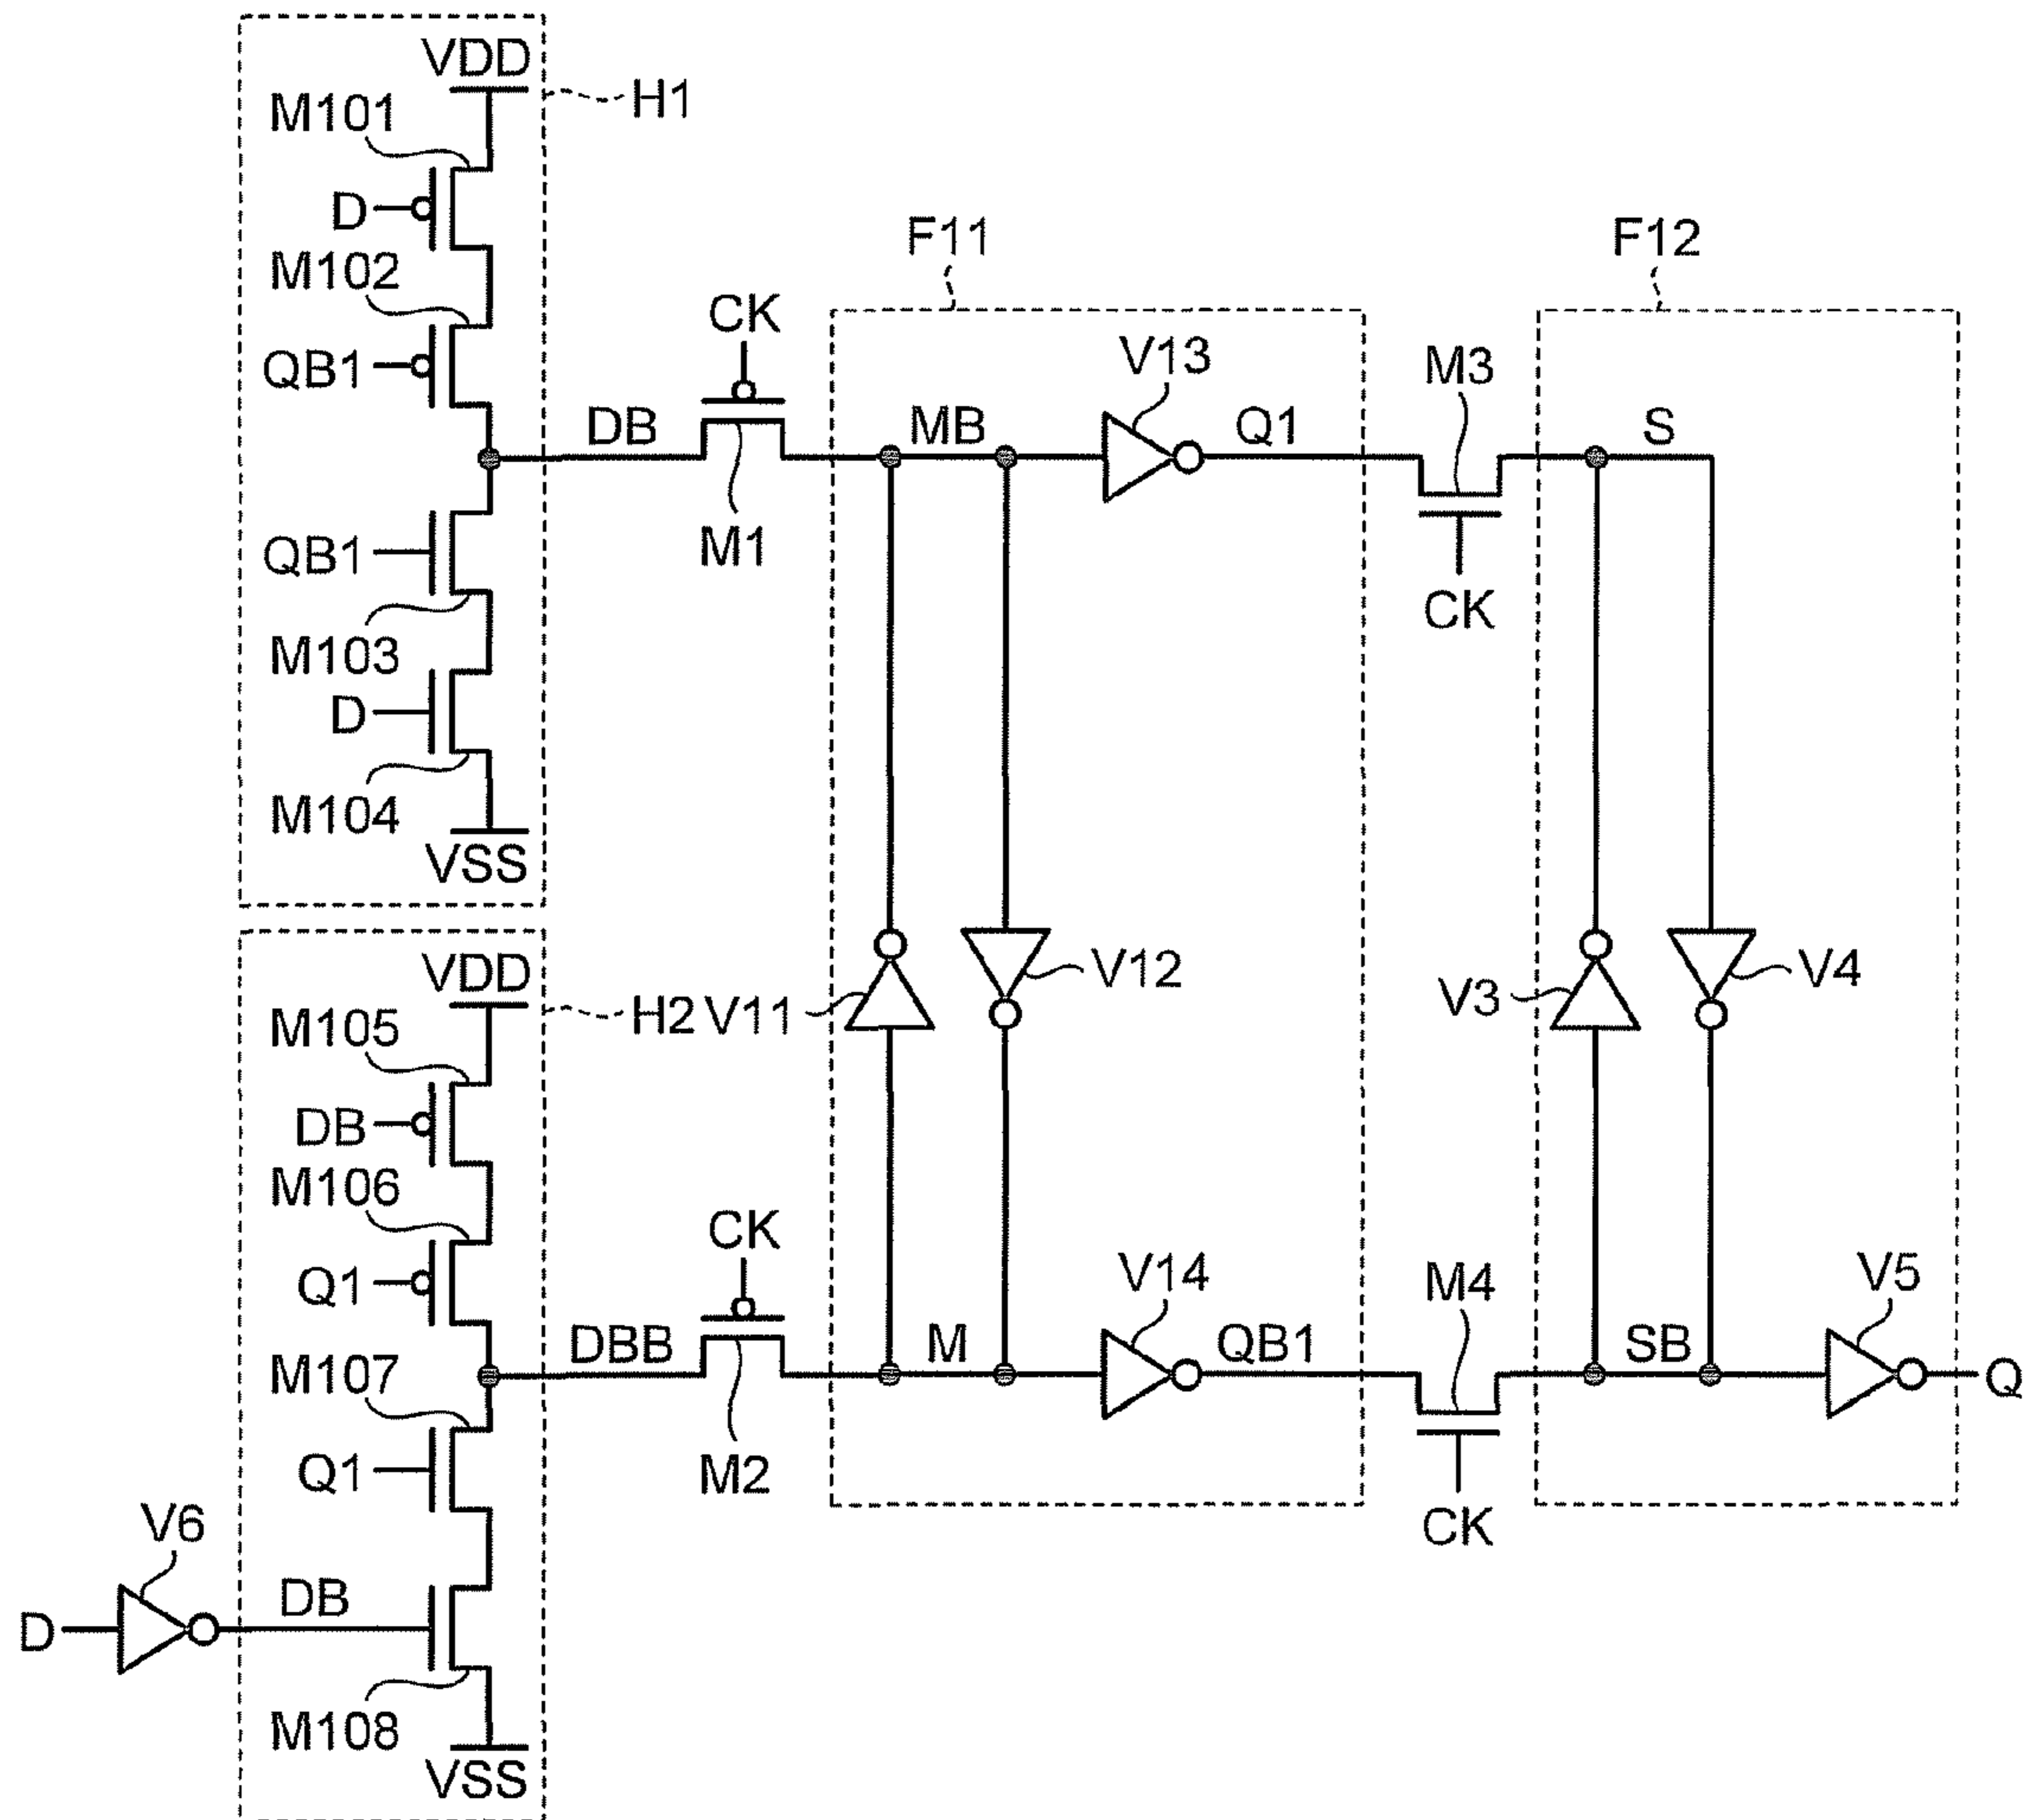 VDD
M101
H1
D
M102
QB1
DB
QB1
M103
D
M104
VSS
CK
M1
F11
MB
V13
Q1
M3
CK
F12
S
VDD
M105
H2
V11
V12
V3
V4
DB
M106
Q1
DBB
M107
Q1
CK
M2
M
V14
QB1
M4
CK
SB
V5
Q
V6
D
DB
M108
VSS